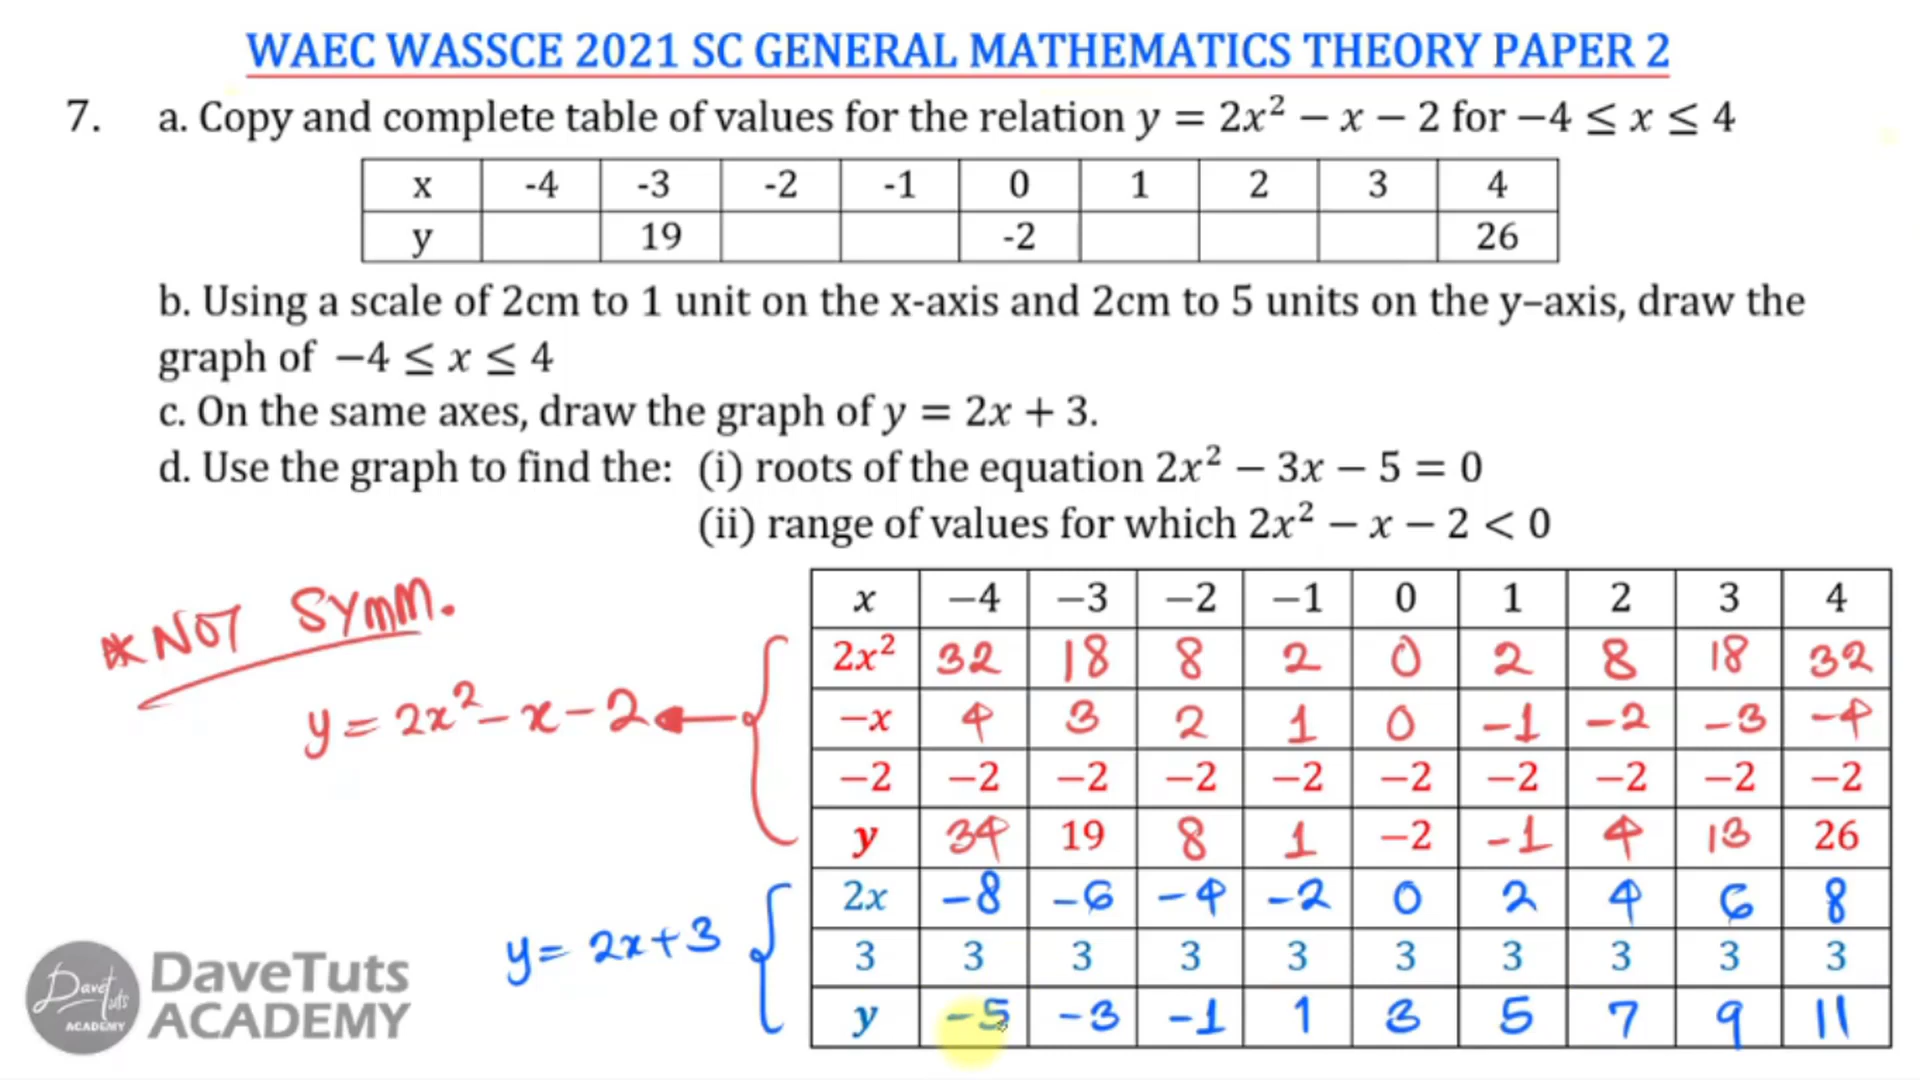 WAEC WASSCE 2021 SC GENERAL MATHEMATICS THEORY PAPER 2
7. a. Copy and complete table of values for the relation y = 2x² − x − 2 for −4 ≤ x ≤ 4
x -4 -3 -2 -1 0 1 2 3 4
y 19 -2 26
b. Using a scale of 2cm to 1 unit on the x-axis and 2cm to 5 units on the y–axis, draw the
graph of −4 ≤ x ≤ 4
c. On the same axes, draw the graph of y = 2x + 3.
d. Use the graph to find the: (i) roots of the equation 2x² − 3x − 5 = 0
(ii) range of values for which 2x² − x − 2 < 0
*NOT SYMM.
y = 2x² − x − 2
x −4 −3 −2 −1 0 1 2 3 4
2x² 32 18 8 2 0 2 8 18 32
−x 4 3 2 1 0 −1 −2 −3 −4
−2 −2 −2 −2 −2 −2 −2 −2 −2 −2
y 34 19 8 1 −2 −1 4 13 26
y = 2x+3
2x −8 −6 −4 −2 0 2 4 6 8
3 3 3 3 3 3 3 3 3 3
y −5 −3 −1 1 3 5 7 9 11
DaveTuts
ACADEMY
DaveTuts
ACADEMY